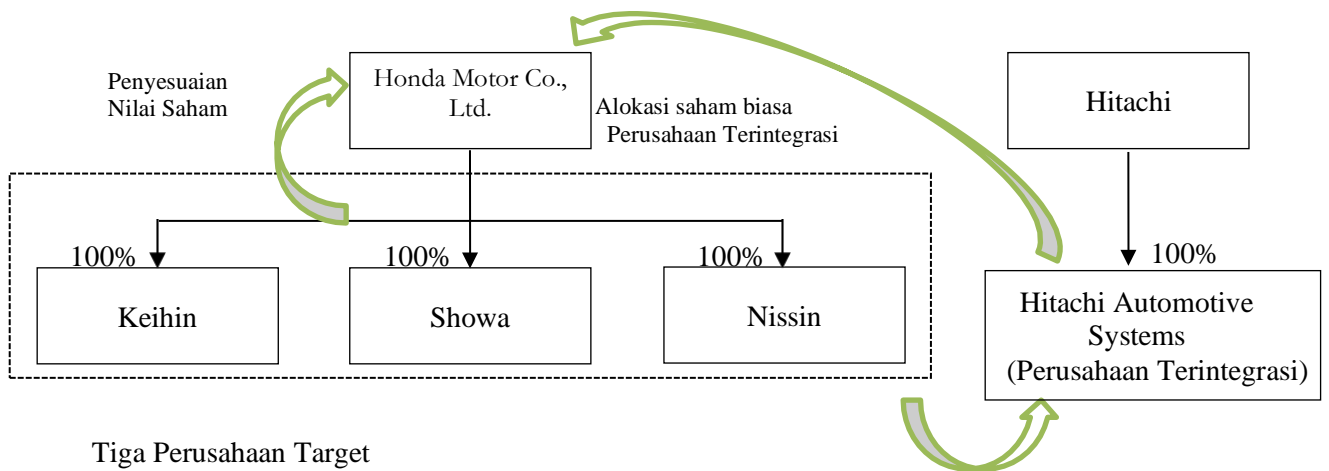 Penyesuaian
Nilai Saham
Honda Motor Co.,
Ltd.
Alokasi saham biasa
Perusahaan Terintegrasi
Hitachi
100%
100%
100%
100%
Keihin
Showa
Nissin
Hitachi Automotive
Systems
(Perusahaan Terintegrasi)
Tiga Perusahaan Target